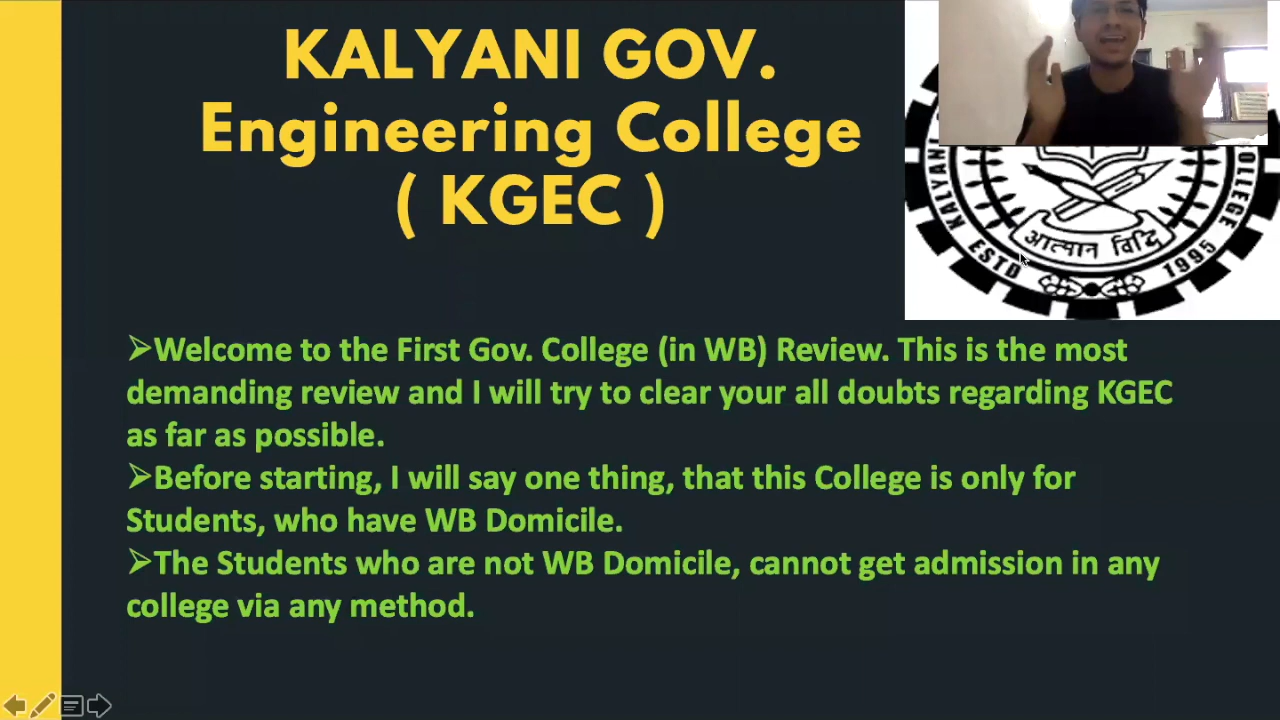 KALYANI GOV.
Engineering College
( KGEC )
KALYANI
COLLEGE
आत्मान विद्धि
ESTD
1995
➢Welcome to the First Gov. College (in WB) Review. This is the most
demanding review and I will try to clear your all doubts regarding KGEC
as far as possible.
➢Before starting, I will say one thing, that this College is only for
Students, who have WB Domicile.
➢The Students who are not WB Domicile, cannot get admission in any
college via any method.